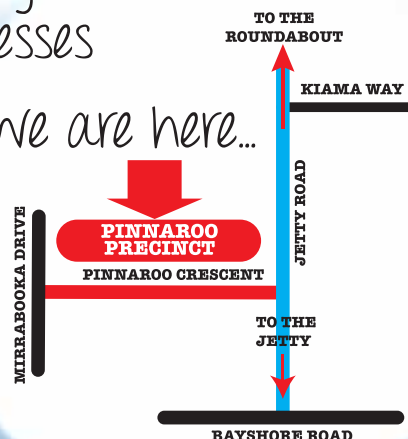 esses
we are here...
TO THE
ROUNDABOUT
KIAMA WAY
JETTY ROAD
PINNAROO
PRECINCT
PINNAROO CRESCENT
MIRRABOOKA DRIVE
TO THE
JETTY
BAYSHORE ROAD